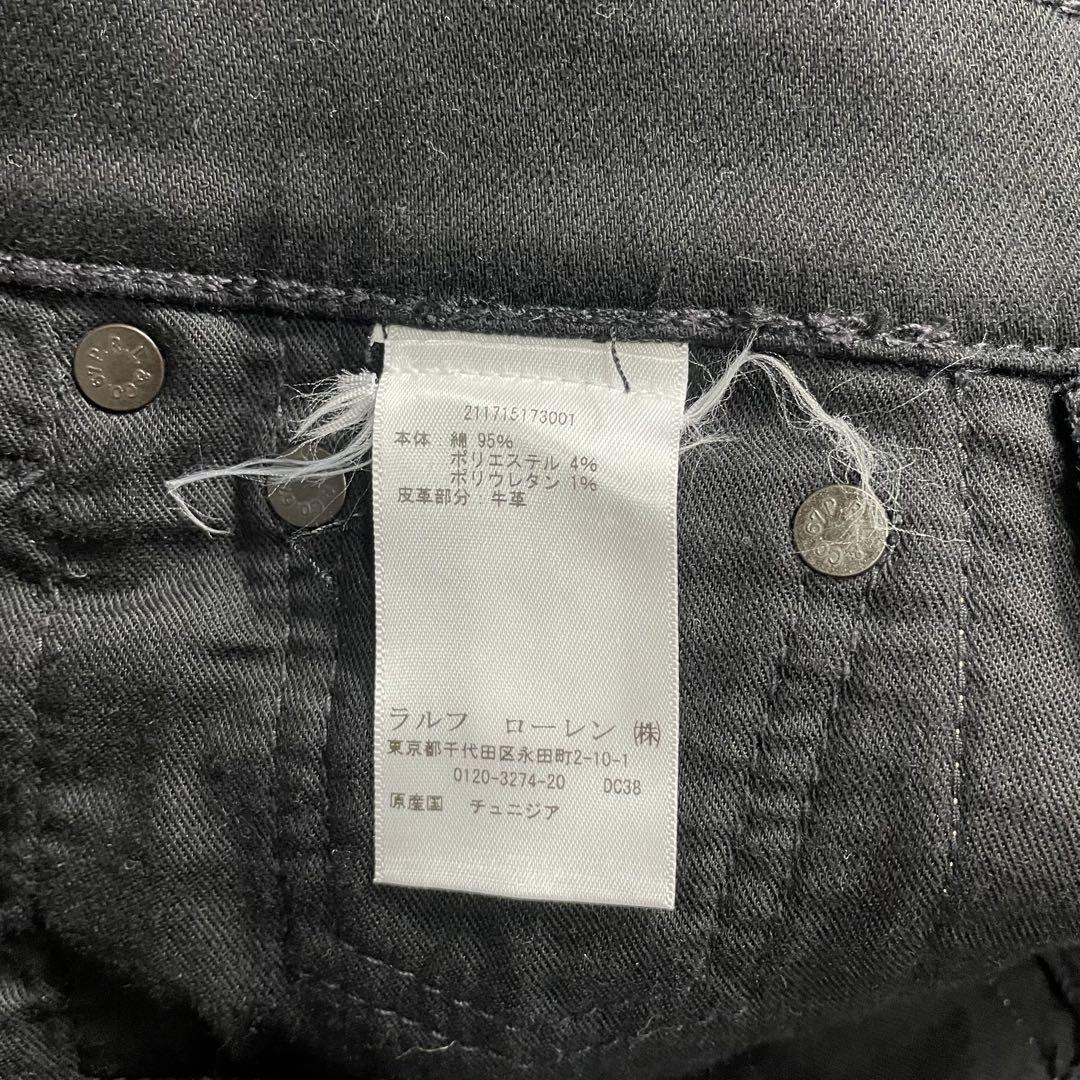 211715173001
本体 綿 95%
ポリエステル 4%
ポリウレタン 1%
皮革部分:牛革
ラルフ ローレン ㈱
東京都千代田区永田町2-10-1
0120-3274-20 DC38
原産国 チュニジア